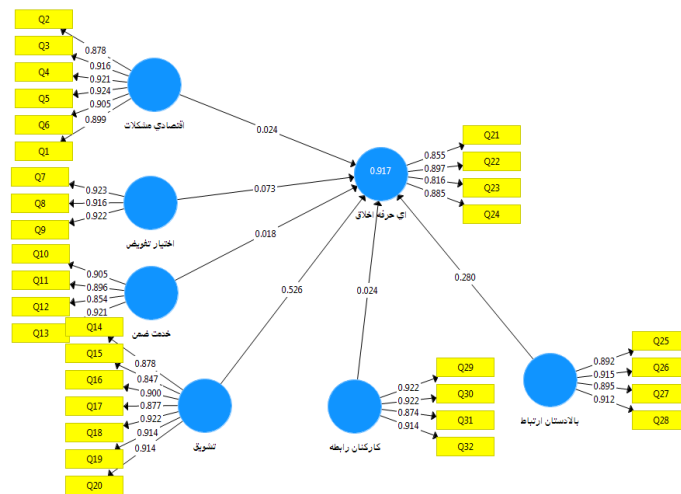 Q2
Q3
Q4
Q5
Q6
Q1
0.878
0.916
0.921
0.924
0.905
0.899
اقتصادي مشکلات
0.024
Q7
Q8
Q9
0.923
0.916
0.922
اختیار تفویض
0.073
Q10
Q11
Q12
Q13
0.905
0.896
0.854
0.921
خدمت ضمن
0.018
Q14
Q15
Q16
Q17
Q18
Q19
Q20
0.878
0.847
0.900
0.877
0.922
0.914
0.914
تشویق
0.526
0.917
اي حرفه اخلاق
0.855
0.897
0.816
0.885
Q21
Q22
Q23
Q24
0.024
کارکنان رابطه
0.922
0.922
0.874
0.914
Q29
Q30
Q31
Q32
0.280
بالادستان ارتباط
0.892
0.915
0.895
0.912
Q25
Q26
Q27
Q28